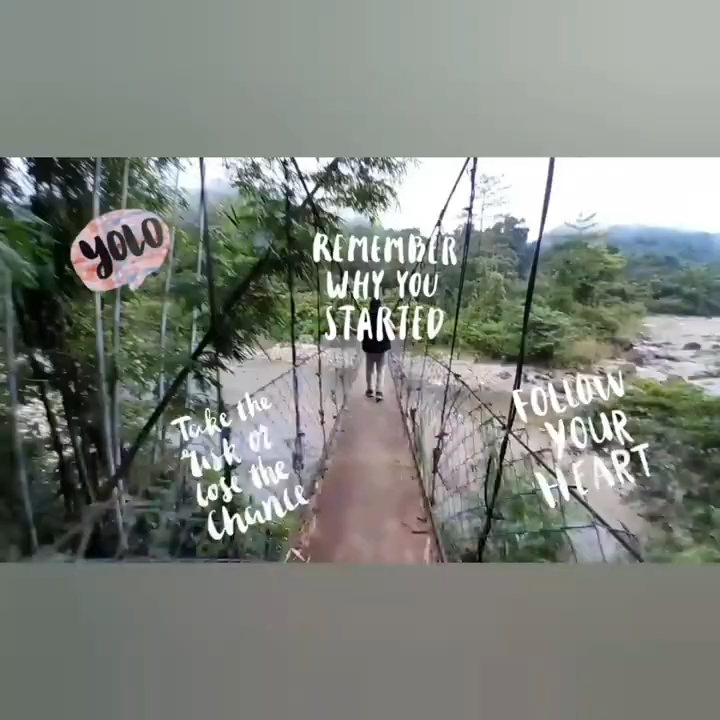 YOLO
REMEMBER
WHY YOU
STARTED
Take the
risk or
lose the
Chance
FOLLOW
YOUR
HEART